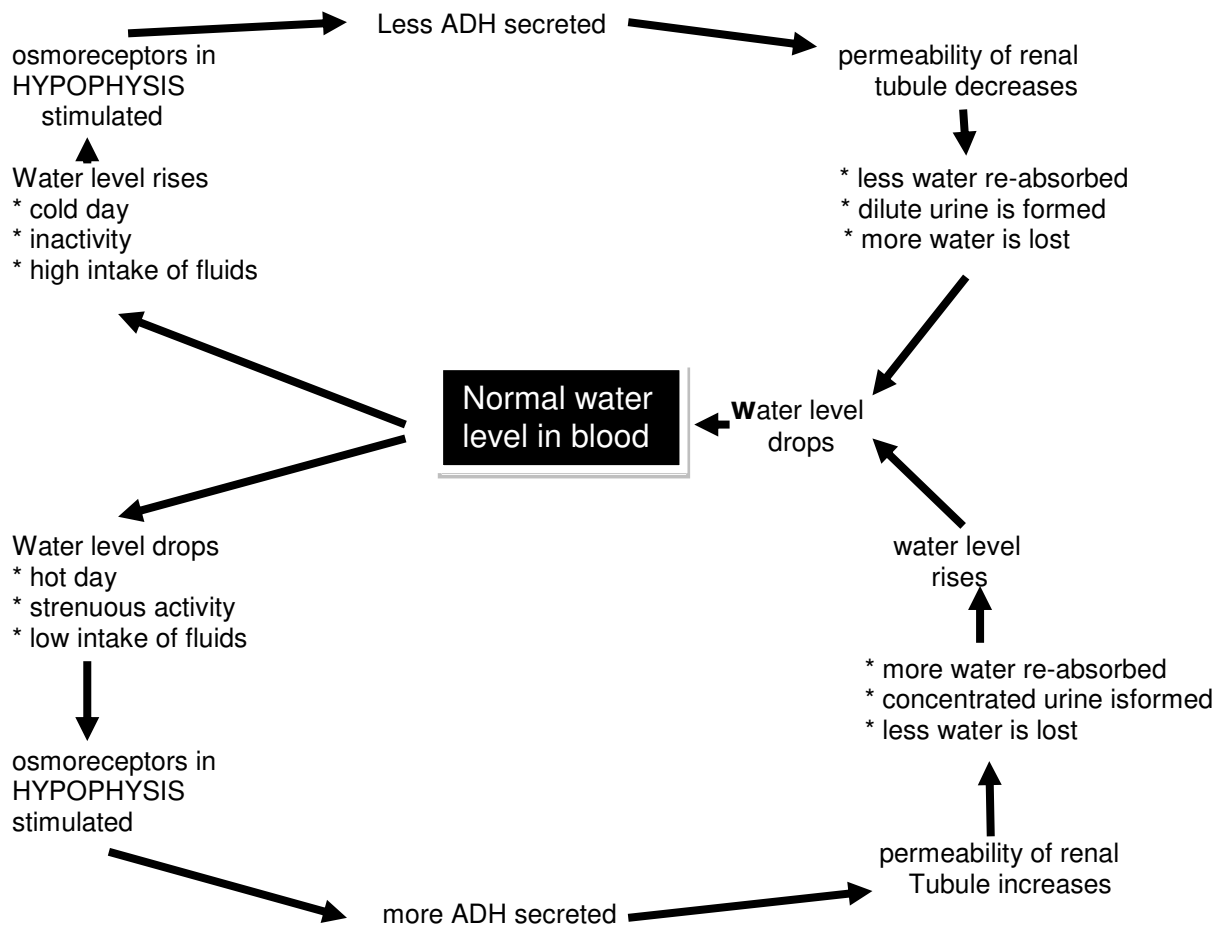 Less ADH secreted
osmoreceptors in
HYPOPHYSIS
stimulated
permeability of renal
tubule decreases
Water level rises
* cold day
* inactivity
* high intake of fluids
* less water re-absorbed
* dilute urine is formed
* more water is lost
Normal water
level in blood
Water level
drops
Water level drops
* hot day
* strenuous activity
* low intake of fluids
water level
rises
* more water re-absorbed
* concentrated urine isformed
* less water is lost
osmoreceptors in
HYPOPHYSIS
stimulated
permeability of renal
Tubule increases
more ADH secreted